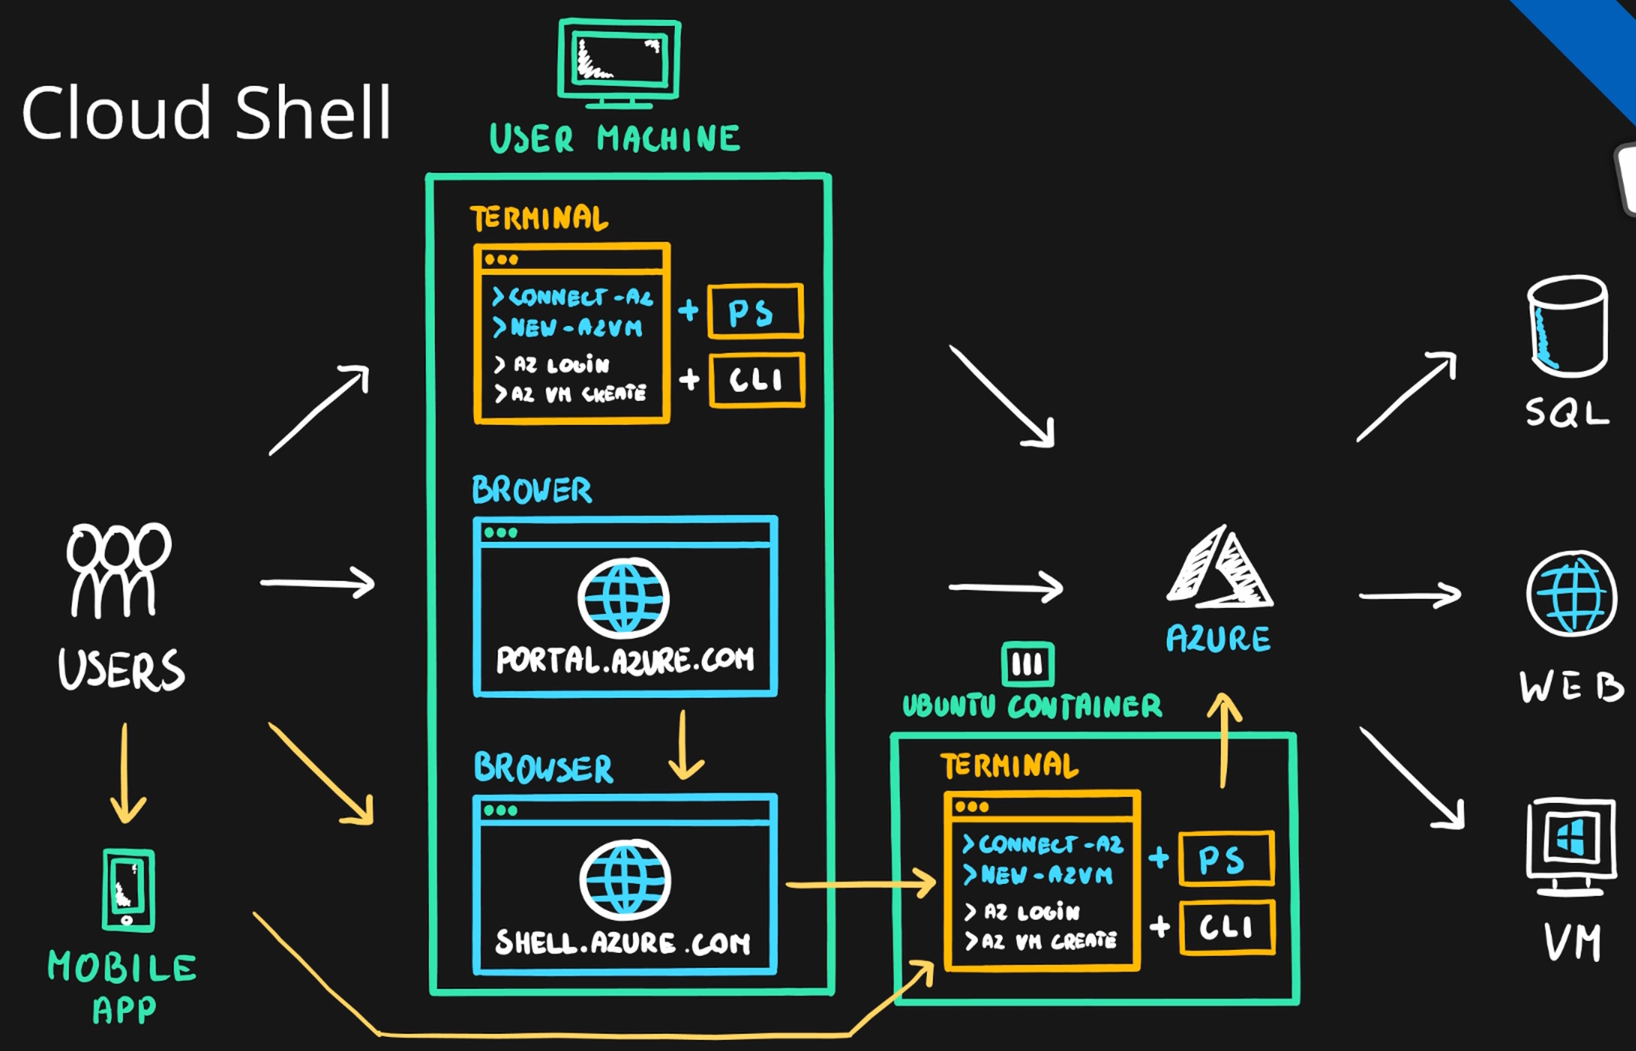 Cloud Shell
USER MACHINE
TERMINAL
>CONNECT-AZ
>NEW-AZVM
> AZ LOGIN
>AZ VM CREATE
+ PS
+ CLI
BROWER
PORTAL.AZURE.COM
BROWSER
SHELL.AZURE.COM
USERS
MOBILE
APP
UBUNTU CONTAINER
TERMINAL
>CONNECT-AZ
>NEW-AZVM
> AZ LOGIN
>AZ VM CREATE
+ PS
+ CLI
AZURE
SQL
WEB
VM